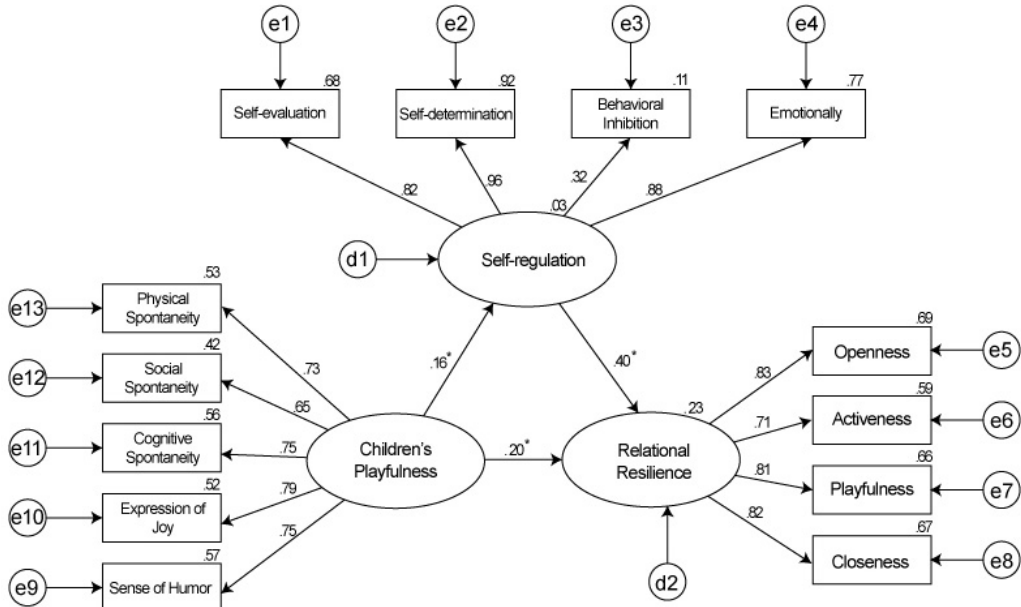 e1
e2
e3
e4
.68
.92
.11
.77
Self-evaluation
Self-determination
Behavioral
Inhibition
Emotionally
.82
.96
.32
.88
.03
d1
Self-regulation
.53
e13
Physical
Spontaneity
.42
e12
Social
Spontaneity
.56
e11
Cognitive
Spontaneity
.52
e10
Expression of
Joy
.57
e9
Sense of Humor
.73
.65
.75
.79
.75
.16*
.40*
.20*
Children's
Playfulness
.23
Relational
Resilience
d2
.83
.71
.81
.82
.69
Openness
e5
.59
Activeness
e6
.66
Playfulness
e7
.67
Closeness
e8